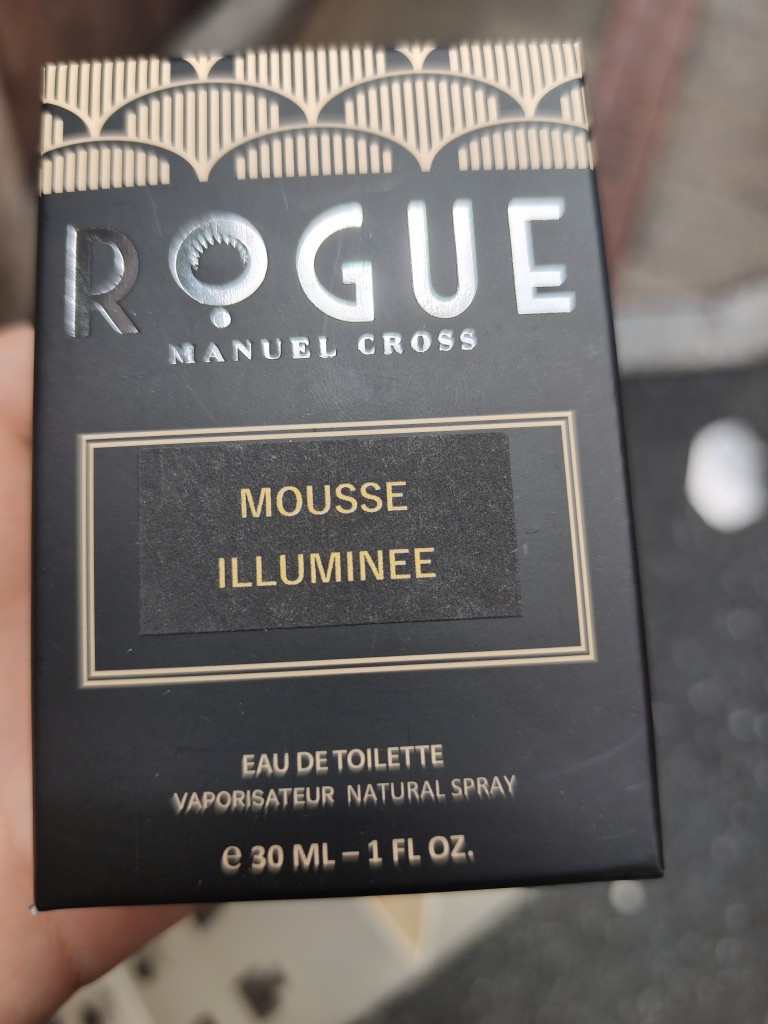 ROGUE
MANUEL CROSS
MOUSSE
ILLUMINEE
EAU DE TOILETTE
VAPORISATEUR NATURAL SPRAY
e 30 ML – 1 FL OZ.